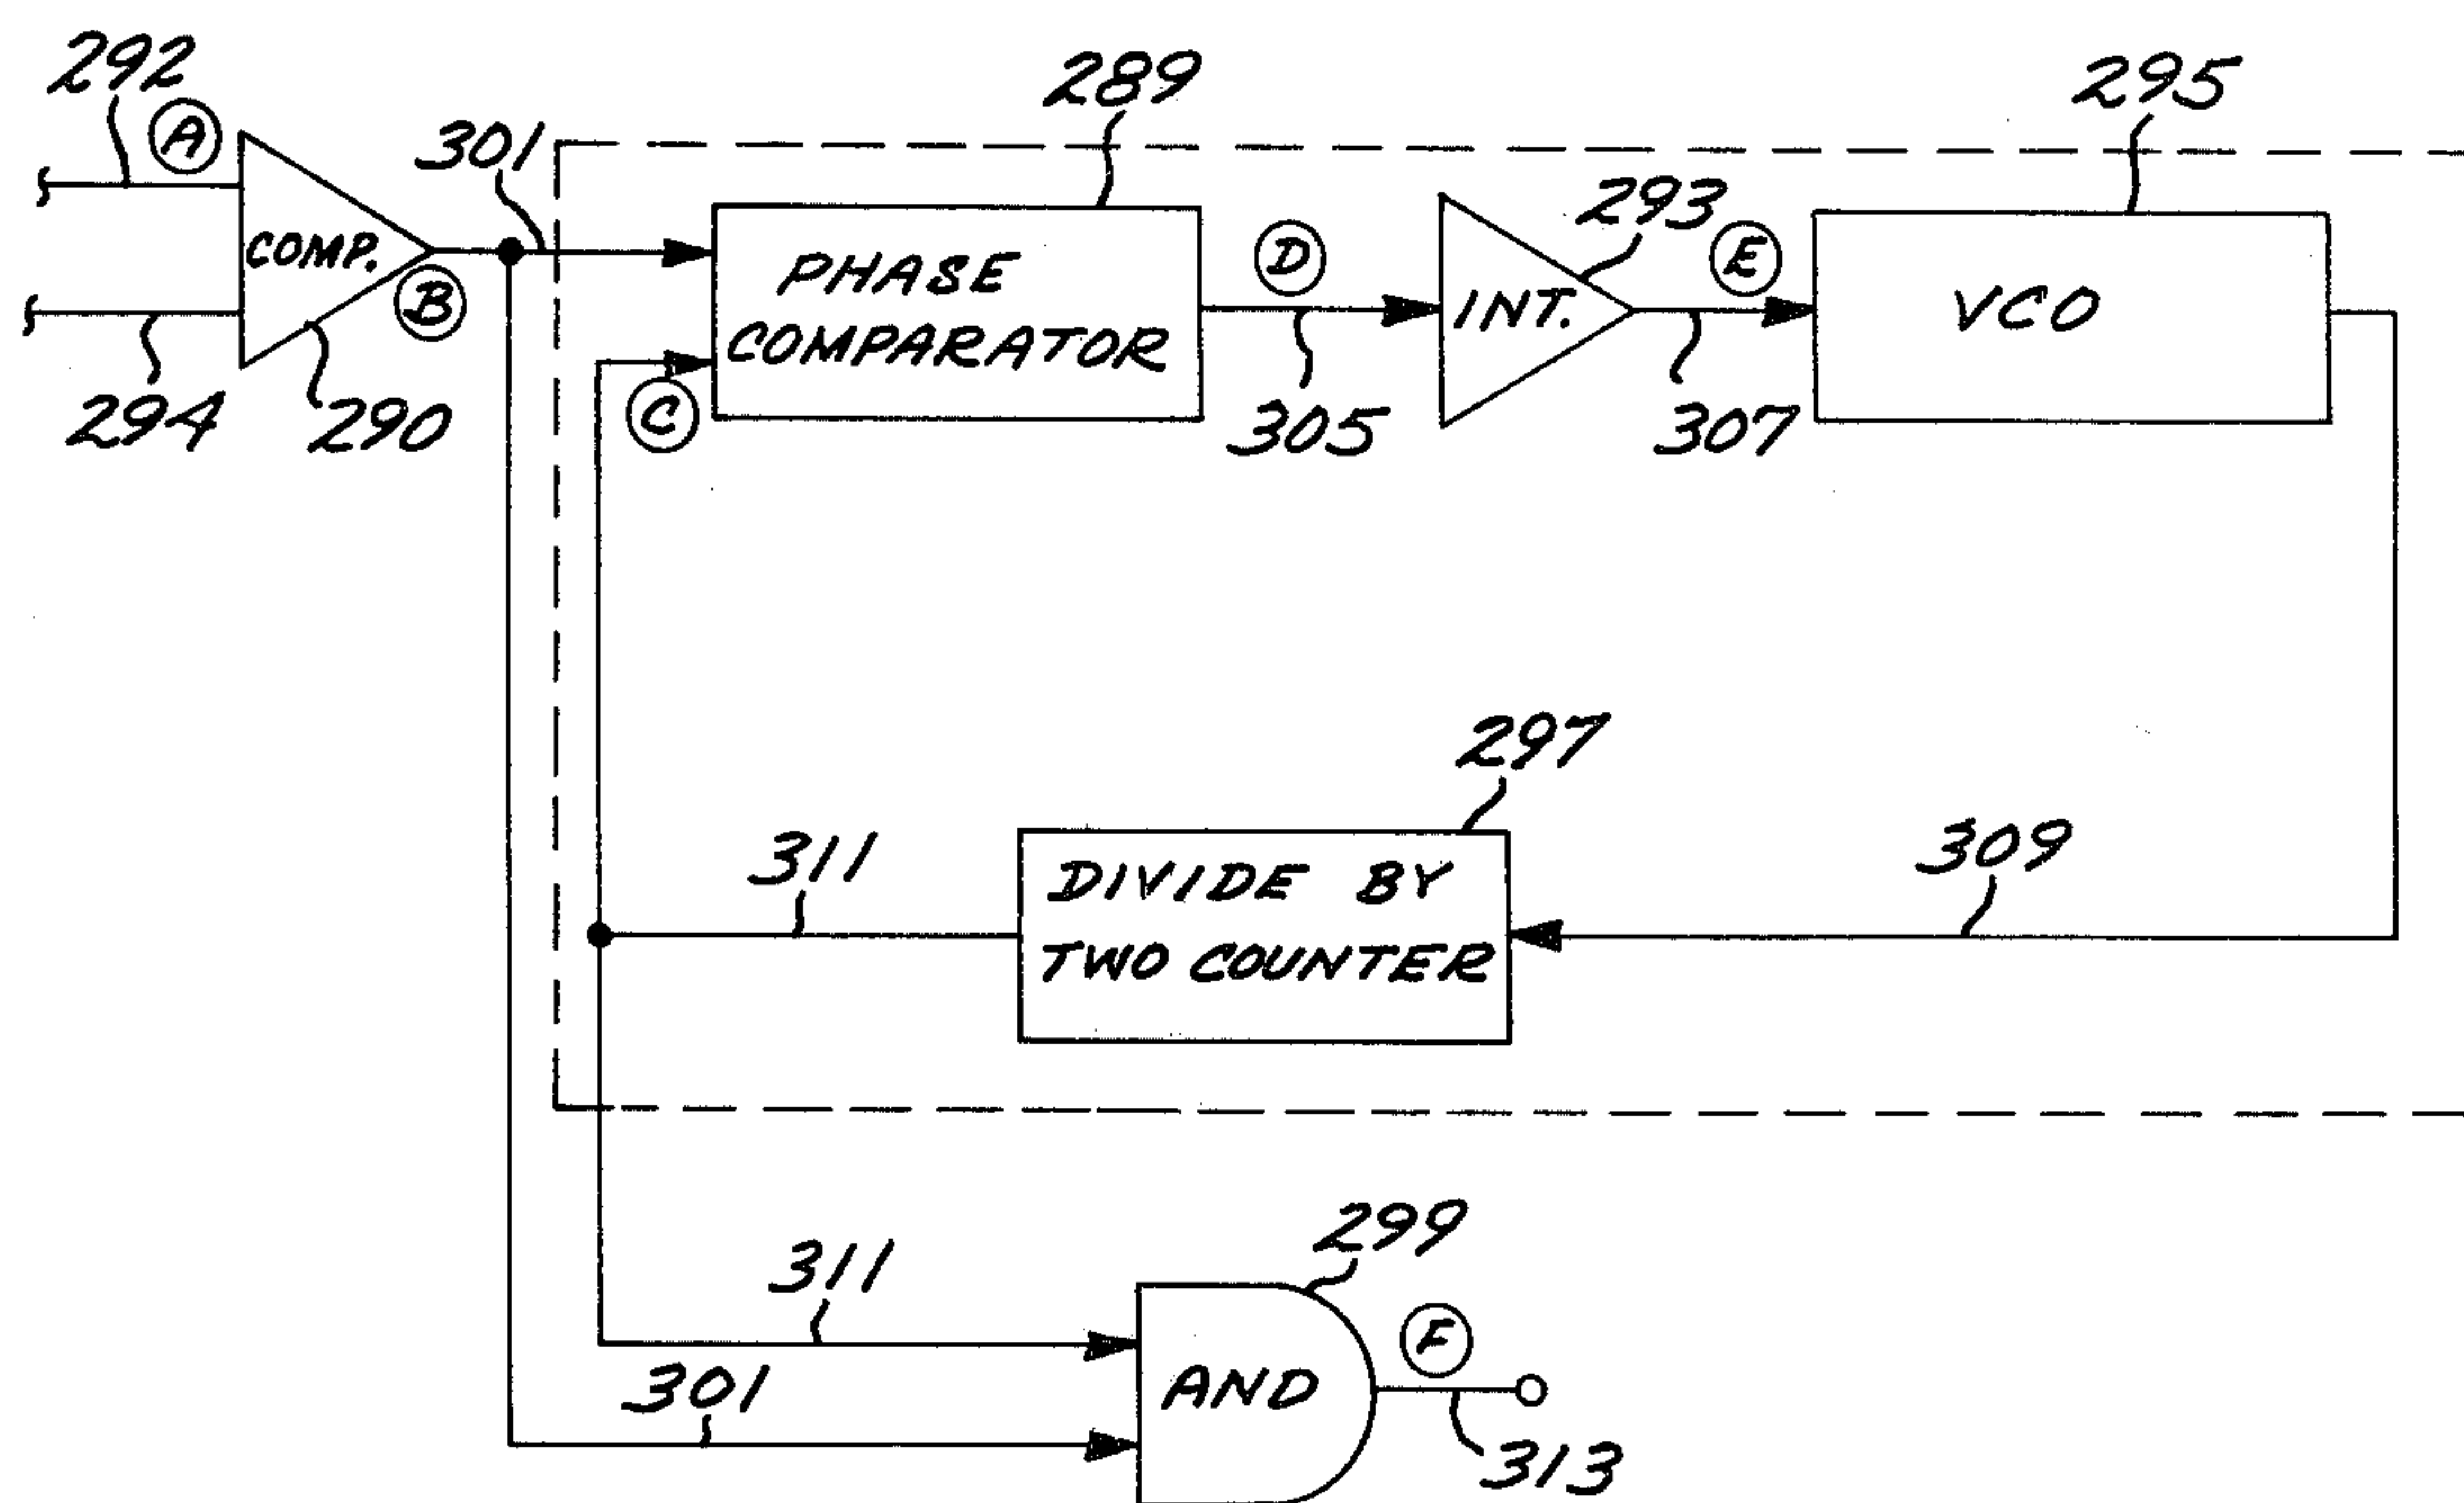 292
A
301
289
295
COMP.
B
294
290
PHASE
COMPARATOR
C
D
305
293
INT.
E
307
VCO
297
311
DIVIDE BY
TWO COUNTER
309
311
301
299
AND
F
313